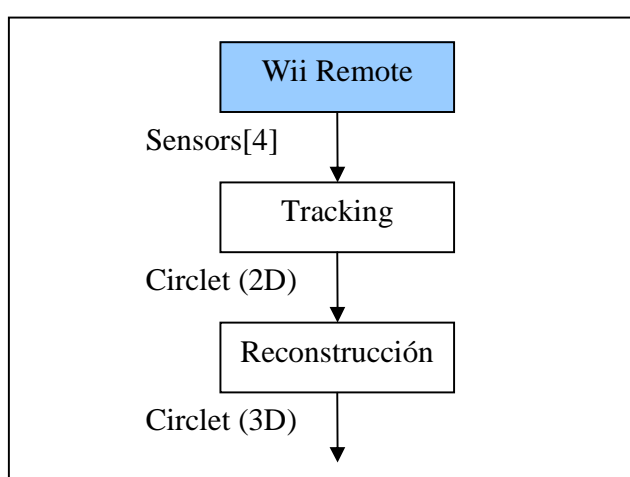 Wii Remote
Sensors[4]
Tracking
Circlet (2D)
Reconstrucción
Circlet (3D)